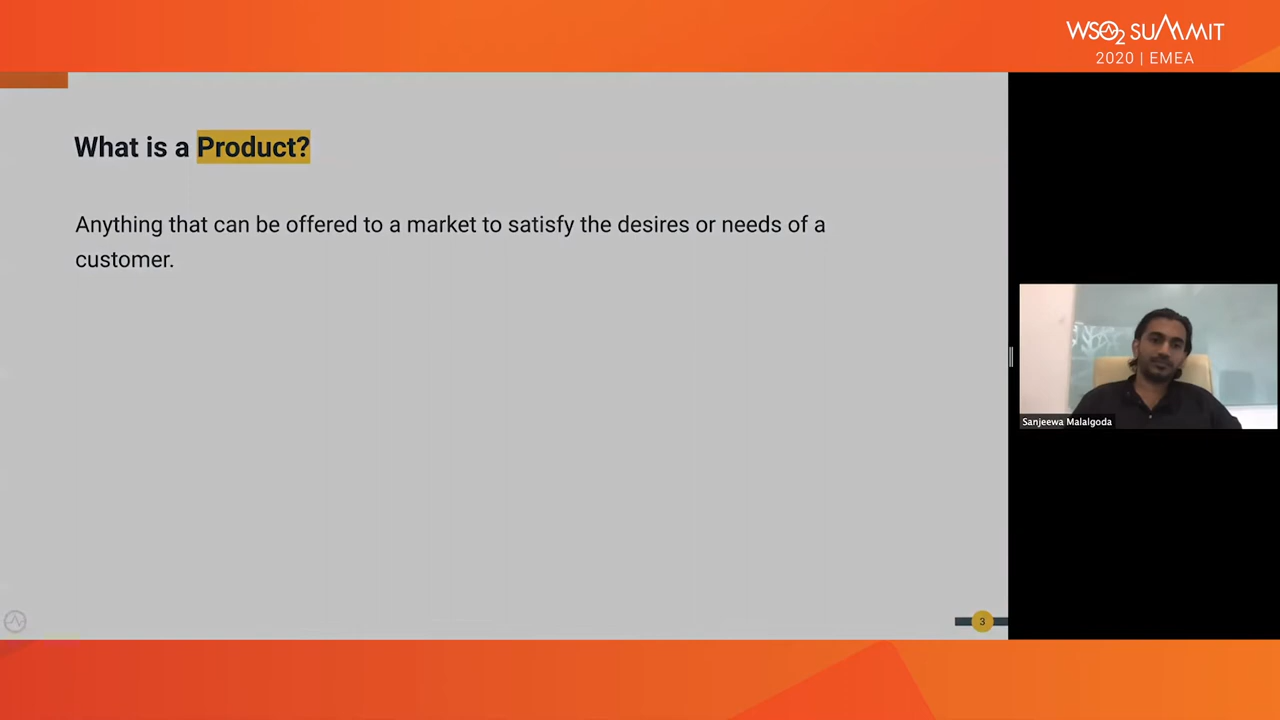 WSO2 SUMMIT
2020 | EMEA
What is a Product?
Anything that can be offered to a market to satisfy the desires or needs of a
customer.
Sanjeewa Malalgoda
3